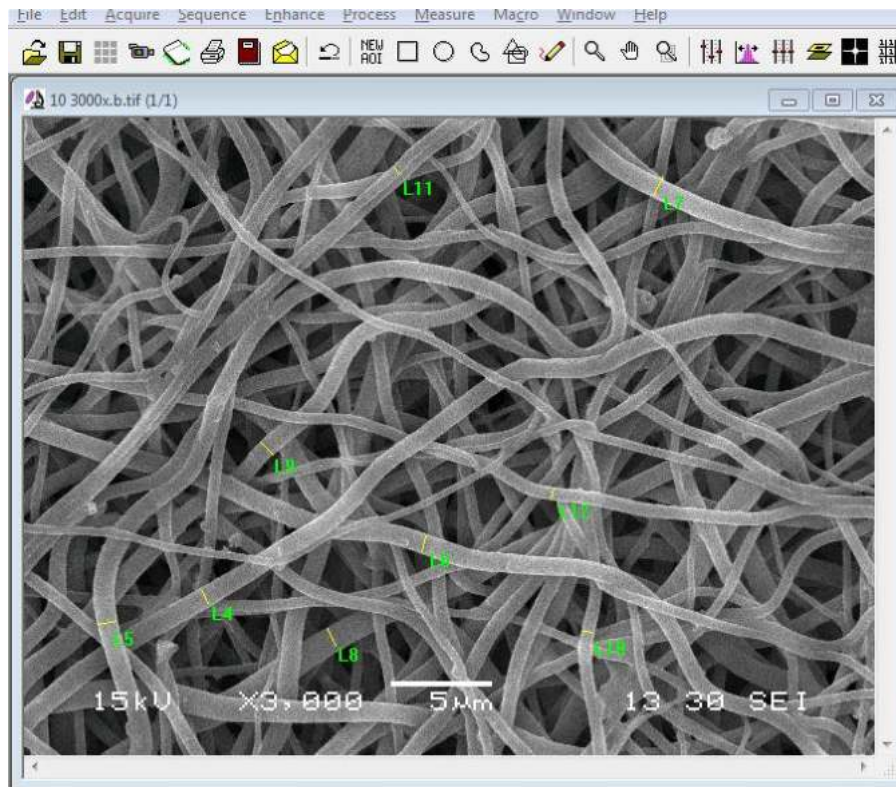 File Edit Acquire Sequence Enhance Process Measure Macro Window Help
NEW
AOI
10 3000x.b.tif (1/1)
L11
L7
L9
L12
L6
L4
L5
L8
L10
15kV X3,000 5µm 13 30 SEI